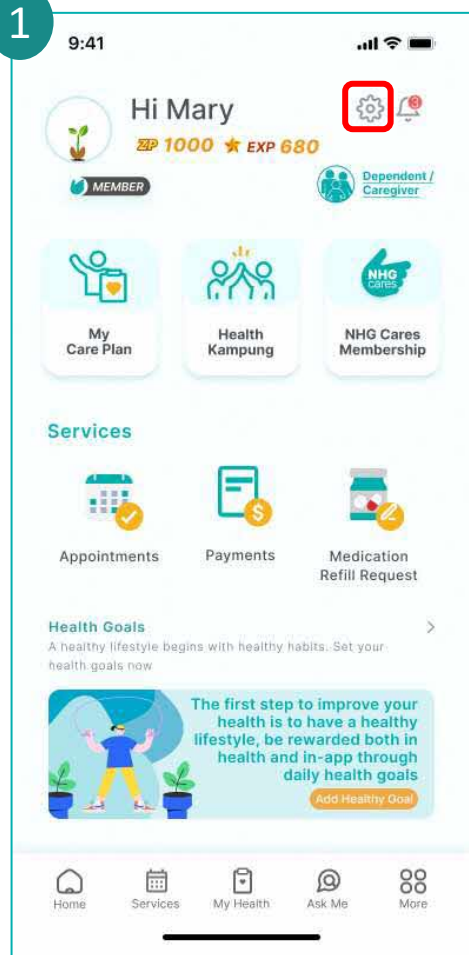 1
9:41
Hi Mary
3
ZP 1000 EXP 680
MEMBER
Dependent /
Caregiver
NHG
cares
My
Care Plan
Health
Kampung
NHG Cares
Membership
Services
$
Appointments
Payments
Medication
Refill Request
Health Goals
A healthy lifestyle begins with healthy habits. Set your
health goals now
The first step to improve your
health is to have a healthy
lifestyle, be rewarded both in
health and in-app through
daily health goals
Add Healthy Goal
Home Services My Health Ask Me More